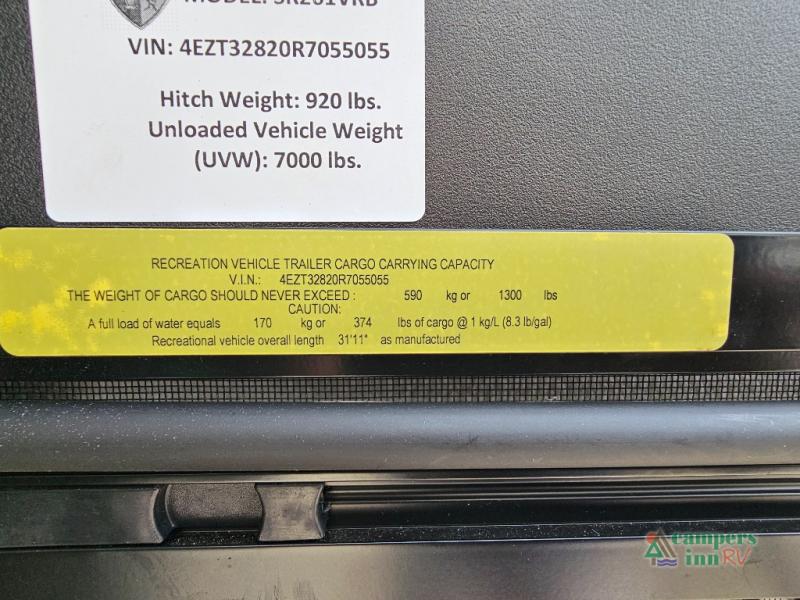 MODEL: SR261VRB
VIN: 4EZT32820R7055055
Hitch Weight: 920 lbs.
Unloaded Vehicle Weight
(UVW): 7000 lbs.
RECREATION VEHICLE TRAILER CARGO CARRYING CAPACITY
V.I.N.: 4EZT32820R7055055
THE WEIGHT OF CARGO SHOULD NEVER EXCEED : 590 kg or 1300 lbs
CAUTION:
A full load of water equals 170 kg or 374 lbs of cargo @ 1 kg/L (8.3 lb/gal)
Recreational vehicle overall length 31'11" as manufactured
campers
inn RV